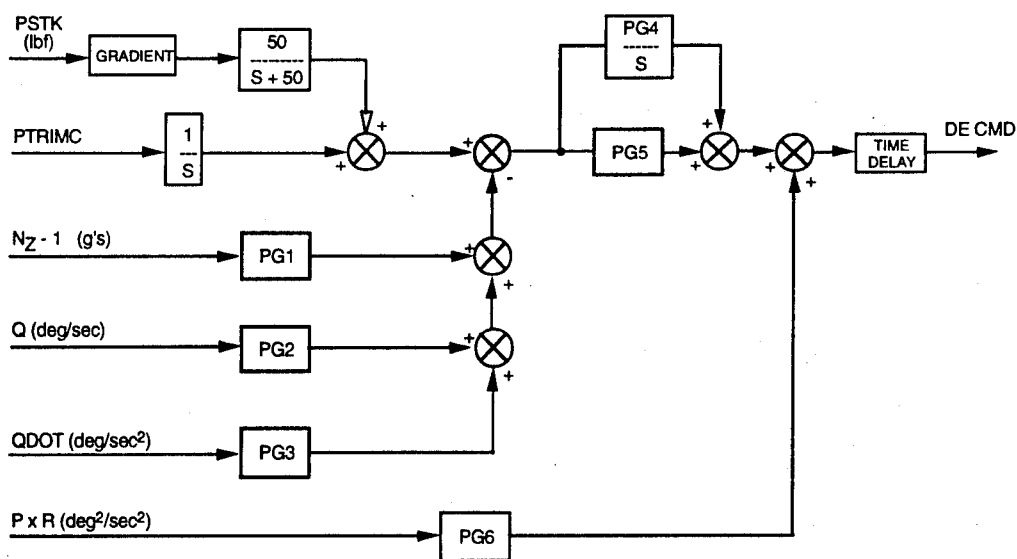 PSTK
(lbf)
GRADIENT
50
S + 50
PG4
S
PTRIMC
1
S
PG5
TIME
DELAY
DE CMD
+
+
+
-
+
+
+
+
NZ - 1 (g's)
PG1
+
+
Q (deg/sec)
PG2
+
+
QDOT (deg/sec²)
PG3
P x R (deg²/sec²)
PG6